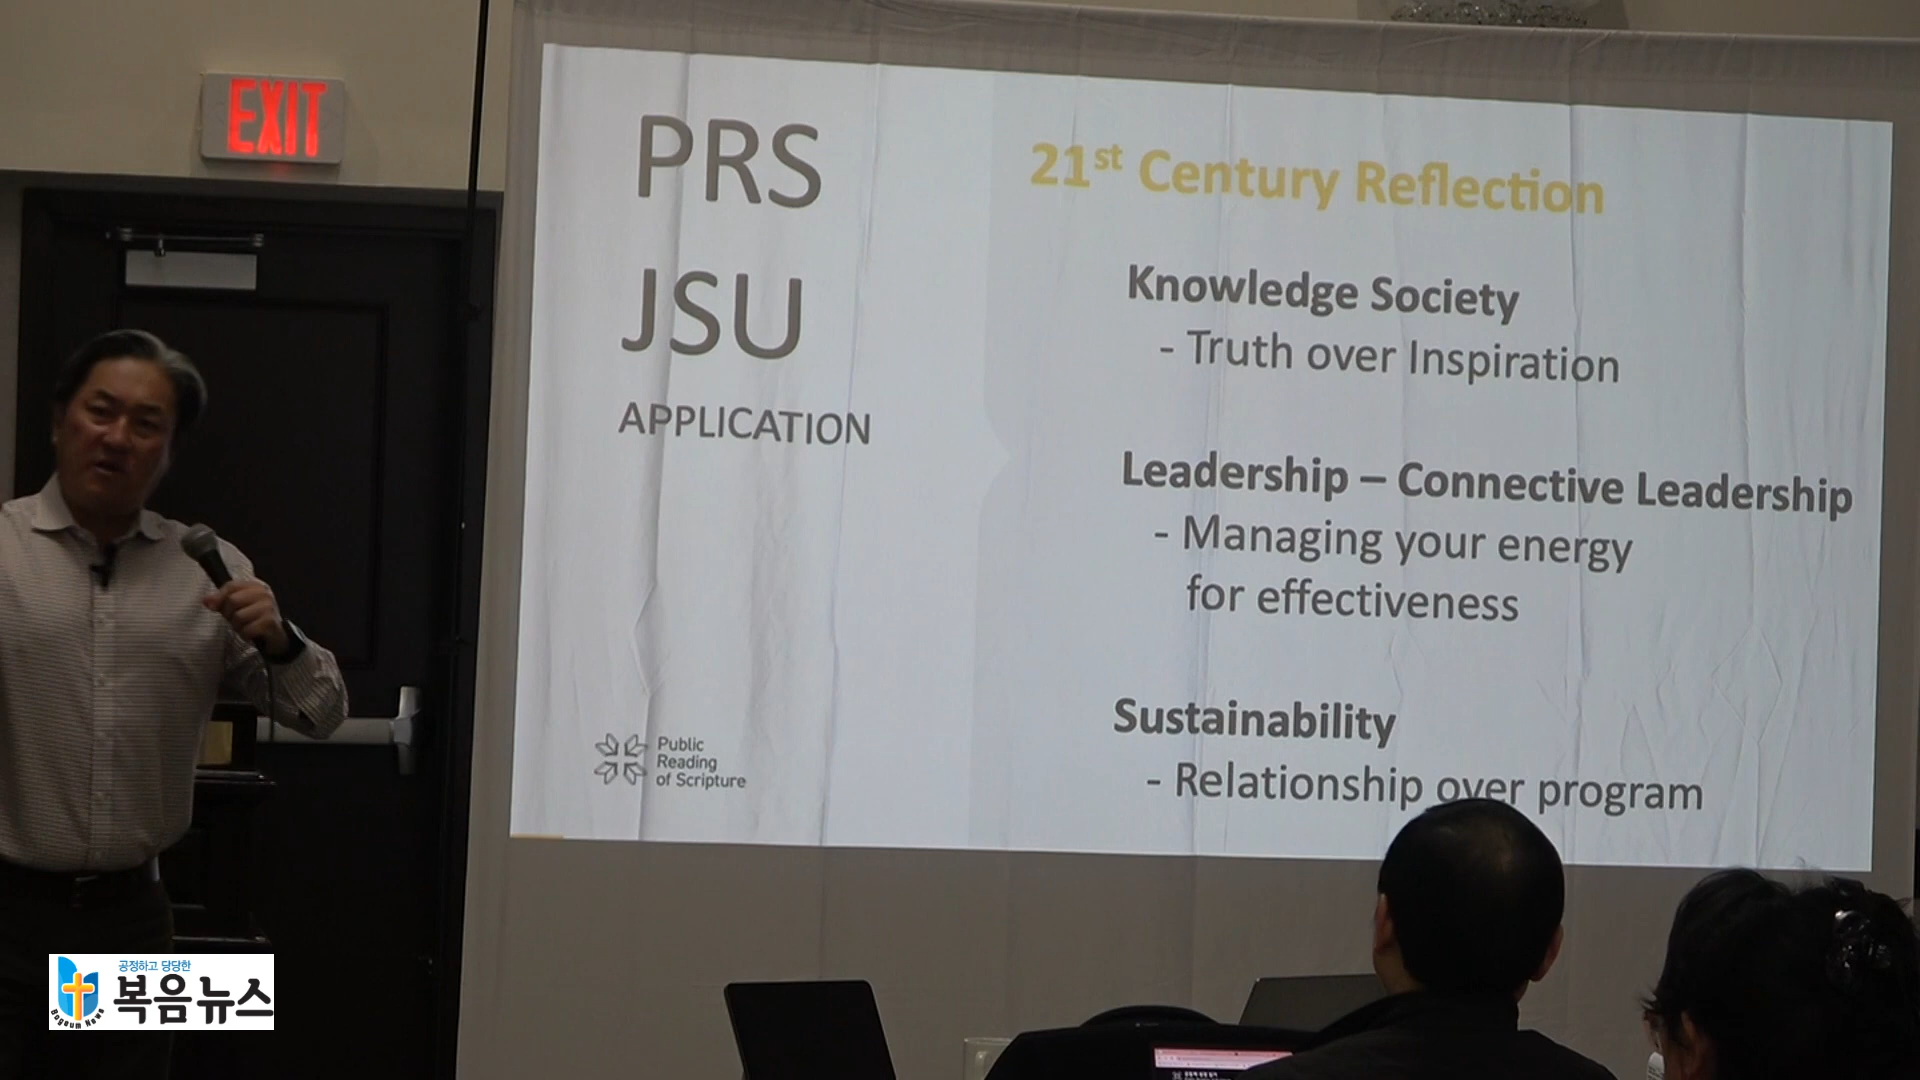 EXIT
PRS
JSU
APPLICATION
Public
Reading
of Scripture
21st Century Reflection
Knowledge Society
- Truth over Inspiration
Leadership – Connective Leadership
- Managing your energy
for effectiveness
Sustainability
- Relationship over program
공정하고 당당한
복음뉴스
Bogeum News